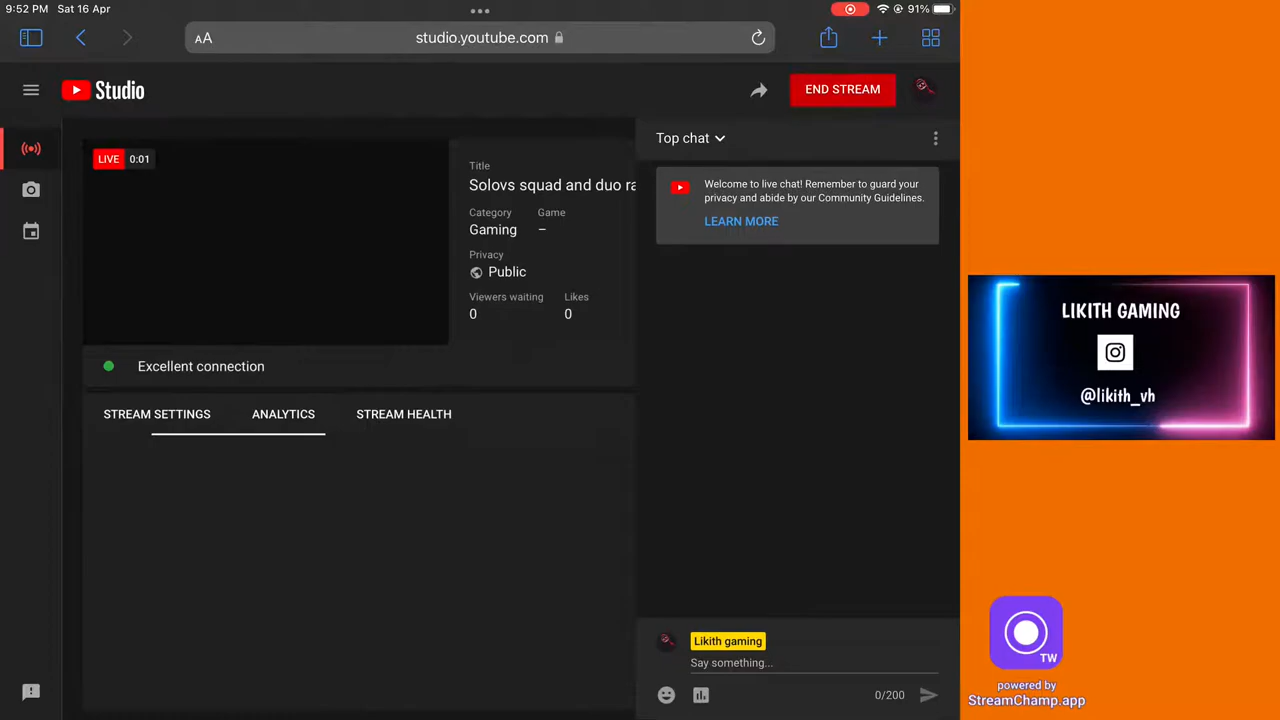 9:52 PM Sat 16 Apr
91%
AA
studio.youtube.com
Studio
END STREAM
LIVE 0:01
Title
Solovs squad and duo ra
Category Game
Gaming –
Privacy
Public
Viewers waiting Likes
0 0
Excellent connection
STREAM SETTINGS ANALYTICS STREAM HEALTH
Top chat
Welcome to live chat! Remember to guard your
privacy and abide by our Community Guidelines.
LEARN MORE
Likith gaming
Say something...
0/200
LIKITH GAMING
@likith_vh
TW
powered by
StreamChamp.app